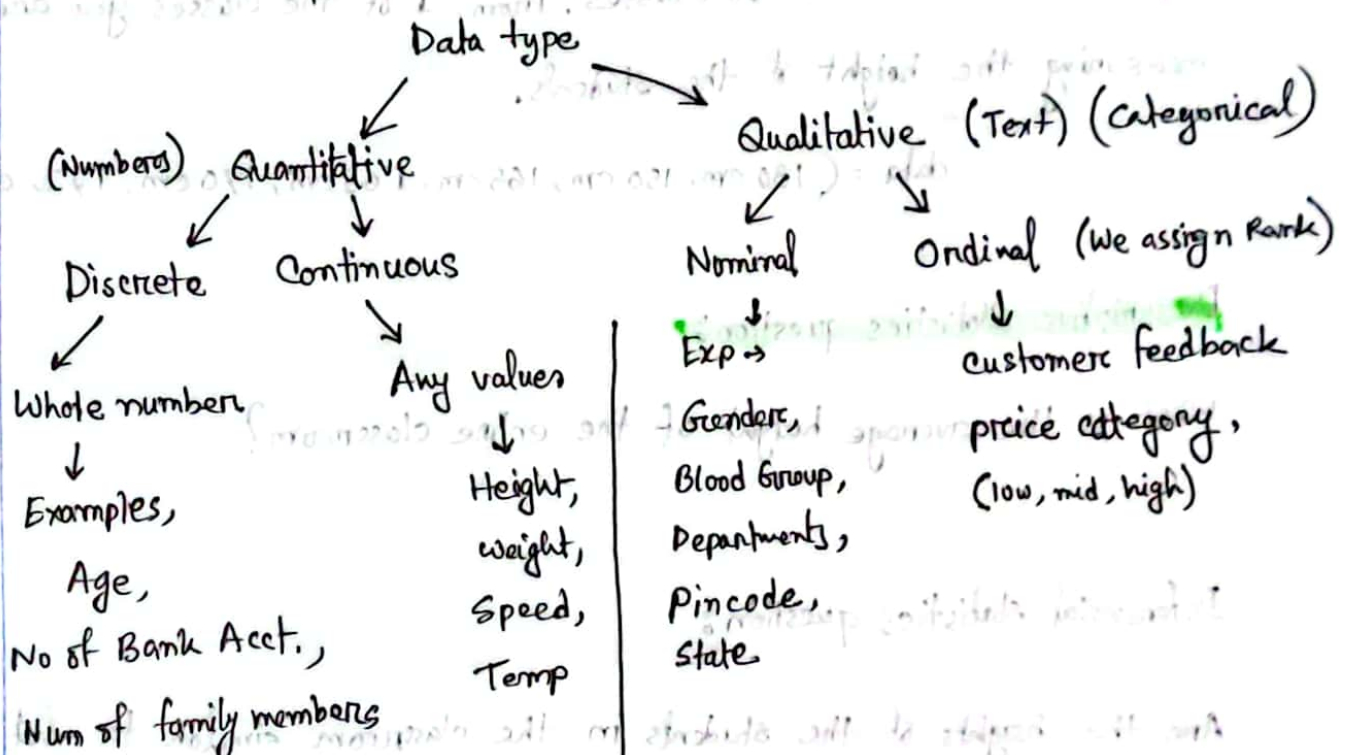 Data type
(Numbers) Quantitative
Qualitative (Text) (Categorical)
Discrete
Continuous
Nominal
Ordinal (We assign Rank)
Whole number
Any values
Exp →
customer feedback
Examples,
Height,
Gender,
price category,
Age,
weight,
Blood Group,
(low, mid, high)
No of Bank Acct.,
Speed,
Departments,
Num of family members
Temp
Pincode,
State